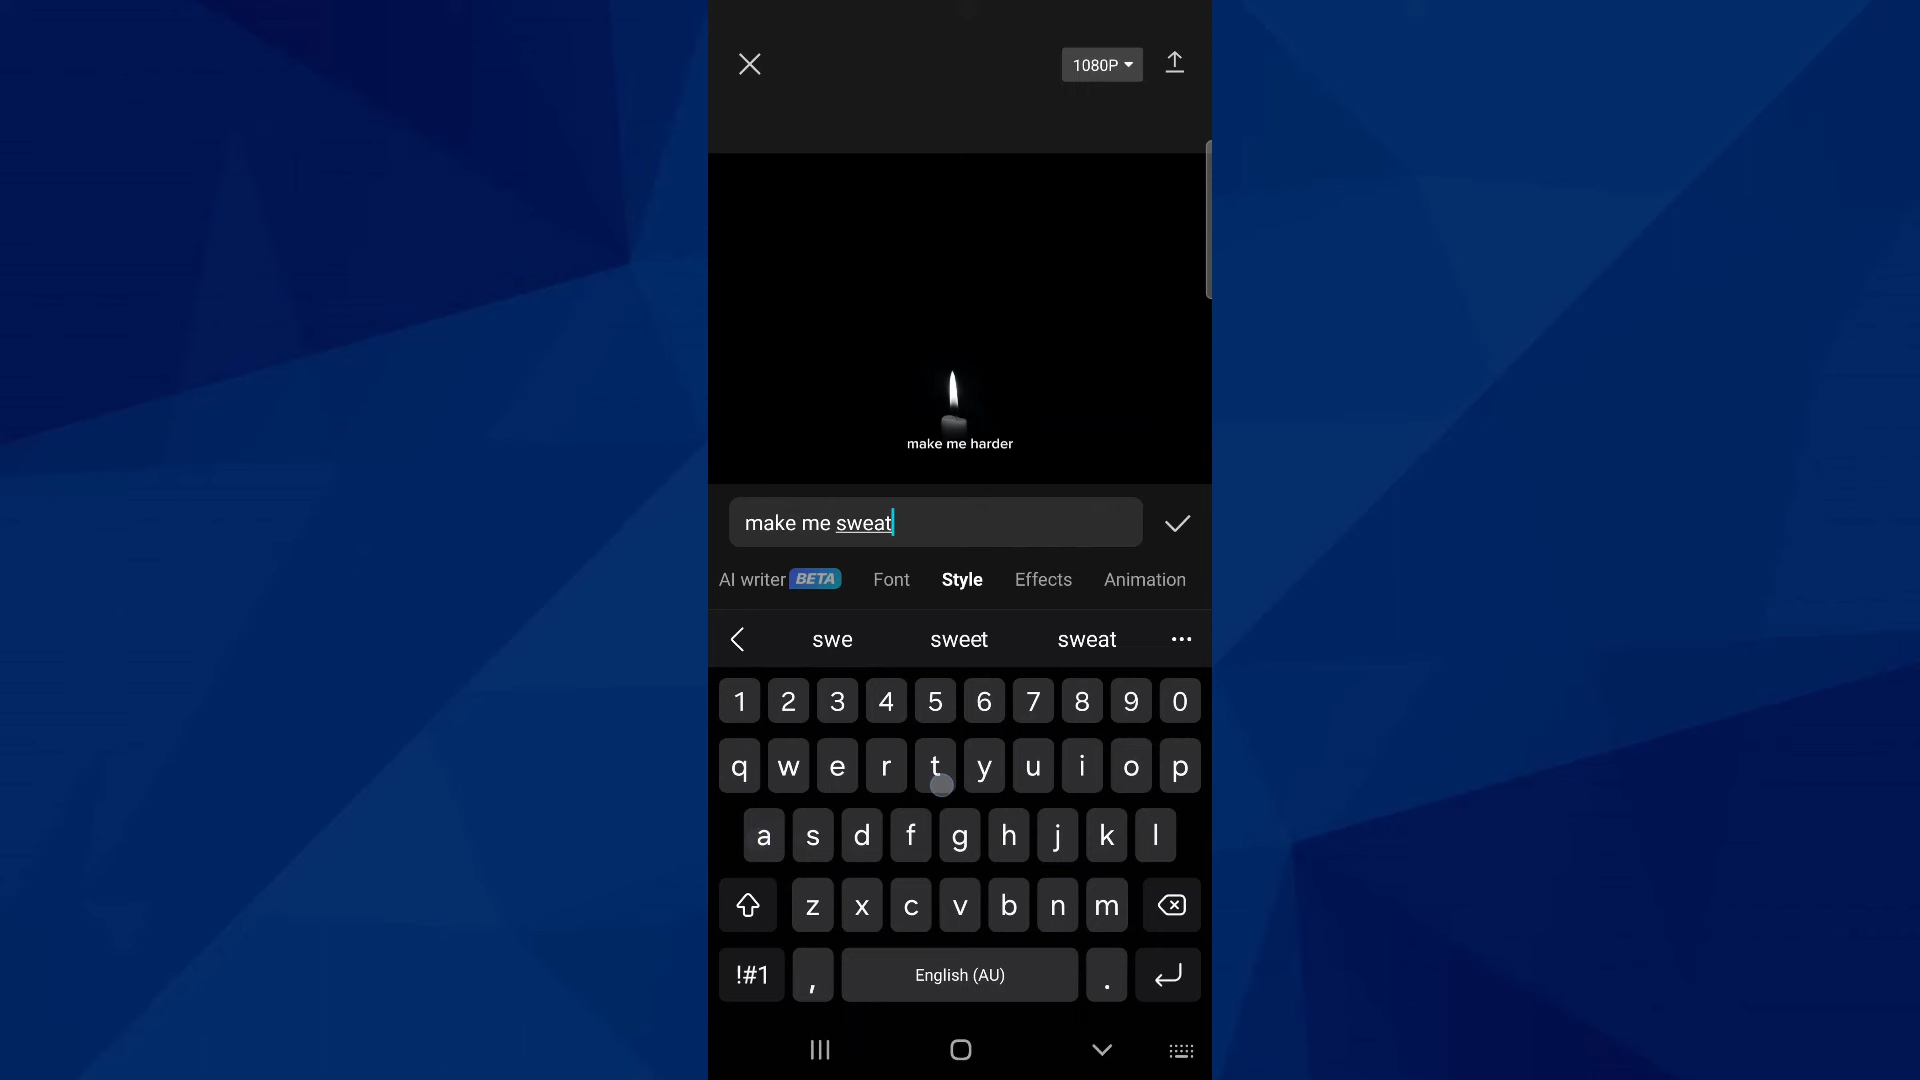 1080P
make me harder
make me sweat
AI writer BETA Font Style Effects Animation
swe sweet sweat
1 2 3 4 5 6 7 8 9 0
q w e r t y u i o p
a s d f g h j k l
z x c v b n m
!#1 , English (AU) .